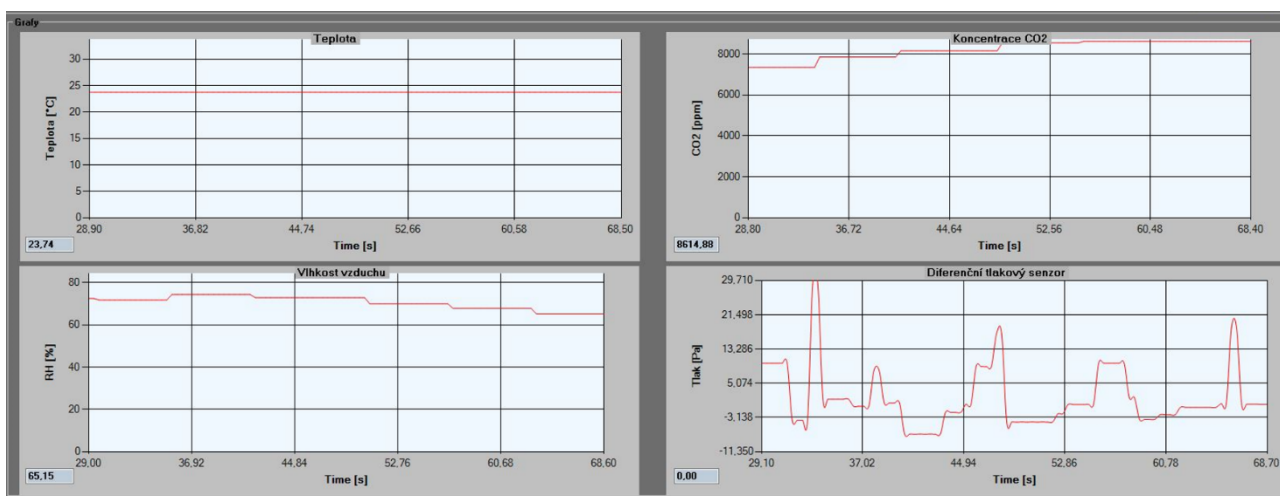 Grafy
Teplota
Teplota [°C]
30
25
20
15
10
5
0
28,90 36,82 44,74 52,66 60,58 68,50
23,74
Time [s]
Koncentrace CO2
CO2 [ppm]
8000
6000
4000
2000
0
28,80 36,72 44,64 52,56 60,48 68,40
8614,88
Time [s]
Vlhkost vzduchu
RH [%]
80
60
40
20
0
29,00 36,92 44,84 52,76 60,68 68,60
65,15
Time [s]
Diferenční tlakový senzor
Tlak [Pa]
29,710
21,498
13,286
5,074
-3,138
-11,350
29,10 37,02 44,94 52,86 60,78 68,70
0,00
Time [s]